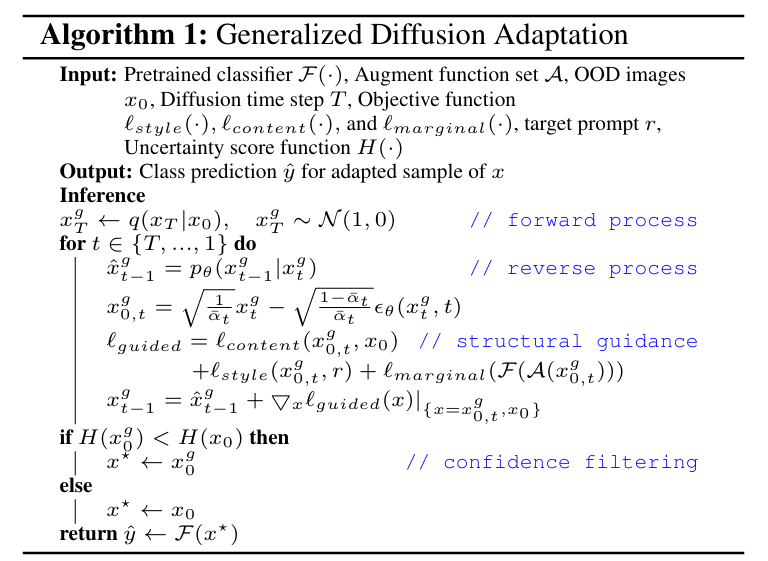 Algorithm 1: Generalized Diffusion Adaptation
Input: Pretrained classifier $\mathcal{F}(\cdot)$, Augment function set $\mathcal{A}$, OOD images
$x_0$, Diffusion time step $T$, Objective function
$\ell_{style}(\cdot), \ell_{content}(\cdot)$, and $\ell_{marginal}(\cdot)$, target prompt $r$,
Uncertainty score function $H(\cdot)$
Output: Class prediction $\hat{y}$ for adapted sample of $x$
Inference
$x_T^g \leftarrow q(x_T|x_0), \quad x_T^g \sim \mathcal{N}(1, 0)$ // forward process
for $t \in \{T, ..., 1\}$ do
$\hat{x}_{t-1}^g = p_\theta(x_{t-1}^g|x_t^g)$ // reverse process
$x_{0,t}^g = \sqrt{\frac{1}{\bar{\alpha}_t}} x_t^g - \sqrt{\frac{1-\bar{\alpha}_t}{\bar{\alpha}_t}} \epsilon_\theta(x_t^g, t)$
$\ell_{guided} = \ell_{content}(x_{0,t}^g, x_0)$ // structural guidance
$+\ell_{style}(x_{0,t}^g, r) + \ell_{marginal}(\mathcal{F}(\mathcal{A}(x_{0,t}^g)))$
$x_{t-1}^g = \hat{x}_{t-1}^g + \bigtriangledown_x \ell_{guided}(x)|_{\{x=x_{0,t}^g, x_0\}}$
if $H(x_0^g) < H(x_0)$ then
$x^\star \leftarrow x_0^g$ // confidence filtering
else
$x^\star \leftarrow x_0$
return $\hat{y} \leftarrow \mathcal{F}(x^\star)$